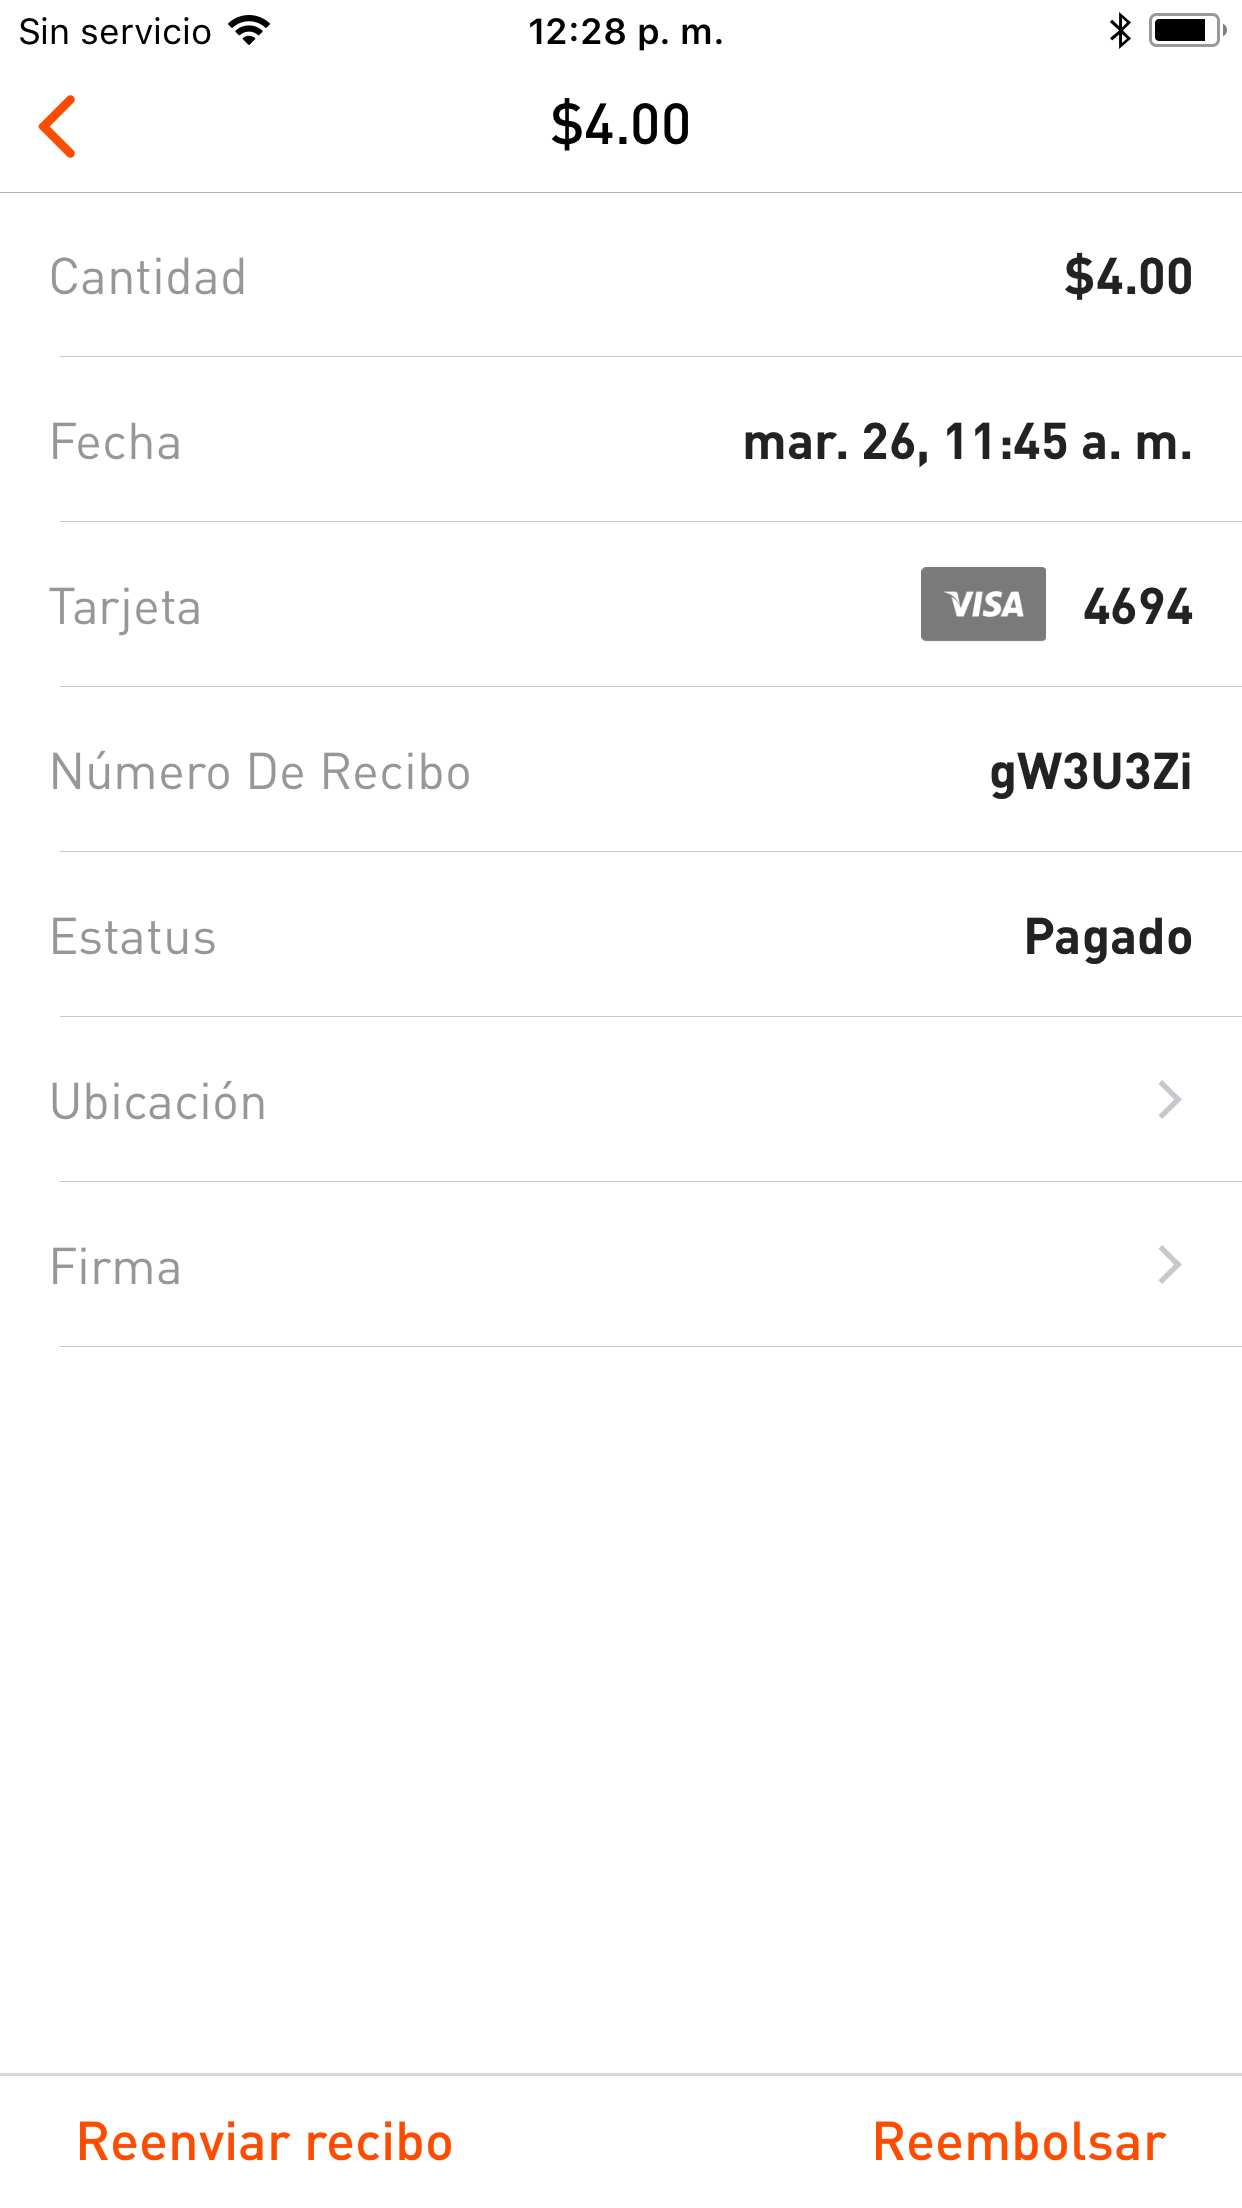 Sin servicio 12:28 p. m.
$4.00
Cantidad $4.00
Fecha mar. 26, 11:45 a. m.
Tarjeta VISA 4694
Número De Recibo gW3U3Zi
Estatus Pagado
Ubicación
Firma
Reenviar recibo Reembolsar